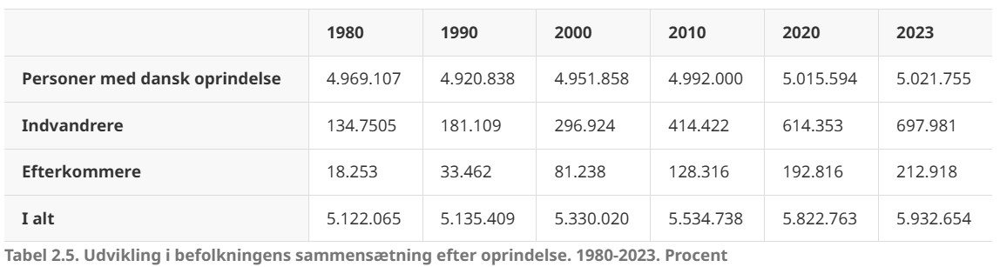 1980 1990 2000 2010 2020 2023
Personer med dansk oprindelse 4.969.107 4.920.838 4.951.858 4.992.000 5.015.594 5.021.755
Indvandrere 134.7505 181.109 296.924 414.422 614.353 697.981
Efterkommere 18.253 33.462 81.238 128.316 192.816 212.918
I alt 5.122.065 5.135.409 5.330.020 5.534.738 5.822.763 5.932.654
Tabel 2.5. Udvikling i befolkningens sammensætning efter oprindelse. 1980-2023. Procent